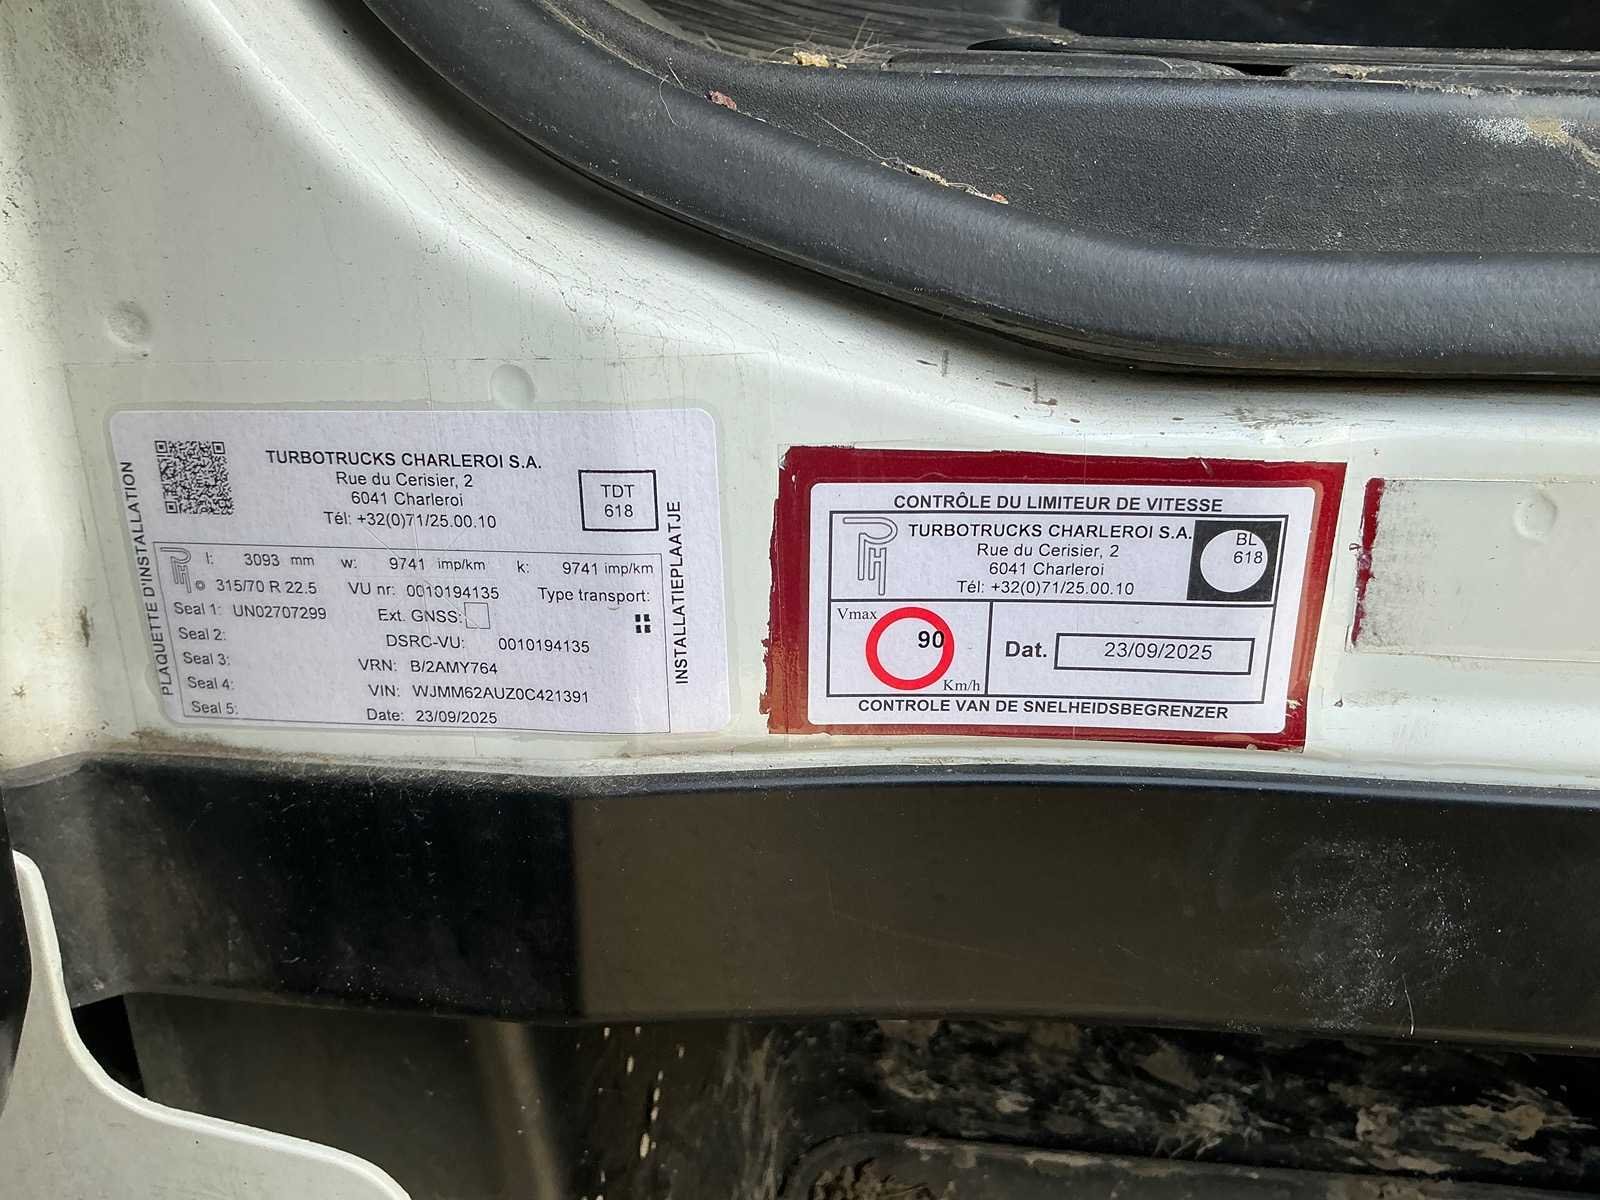 PLAQUETTE D'INSTALLATION
TURBOTRUCKS CHARLEROI S.A.
Rue du Cerisier, 2
6041 Charleroi
Tél: +32(0)71/25.00.10
TDT
618
l: 3093 mm w: 9741 imp/km k: 9741 imp/km
© 315/70 R 22.5 VU nr: 0010194135 Type transport:
Seal 1: UN02707299 Ext. GNSS:
Seal 2: DSRC-VU: 0010194135
Seal 3: VRN: B/2AMY764
Seal 4: VIN: WJMM62AUZ0C421391
Seal 5: Date: 23/09/2025
INSTALLATIEPLAATJE
CONTRÔLE DU LIMITEUR DE VITESSE
TURBOTRUCKS CHARLEROI S.A.
Rue du Cerisier, 2
6041 Charleroi
Tél: +32(0)71/25.00.10
BL
618
Vmax
90
Km/h
Dat. 23/09/2025
CONTROLE VAN DE SNELHEIDSBEGRENZER